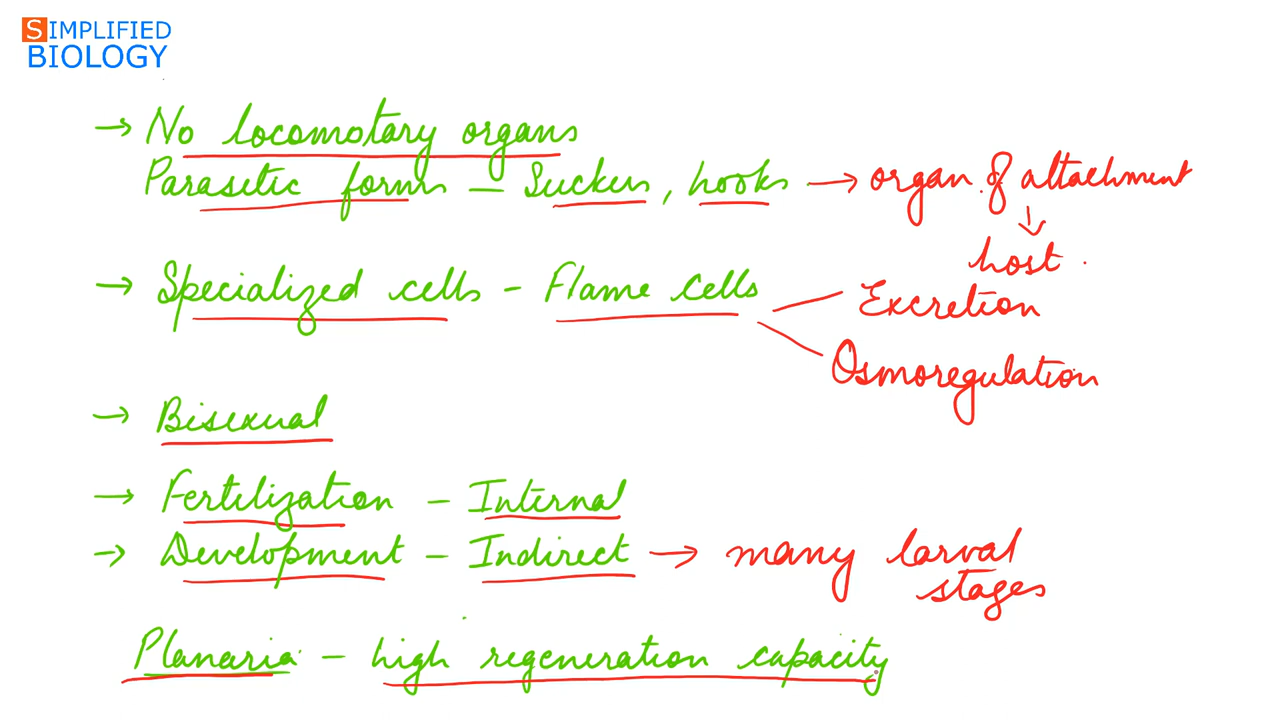 SIMPLIFIED
BIOLOGY
→ No locomotary organs
Parasitic forms — Suckers, hooks → organ of attachment
↓
host
→ Specialized cells - Flame cells
Excretion
Osmoregulation
→ Bisexual
→ Fertilization - Internal
→ Development - Indirect → many larval
stages
Planaria - high regeneration capacity